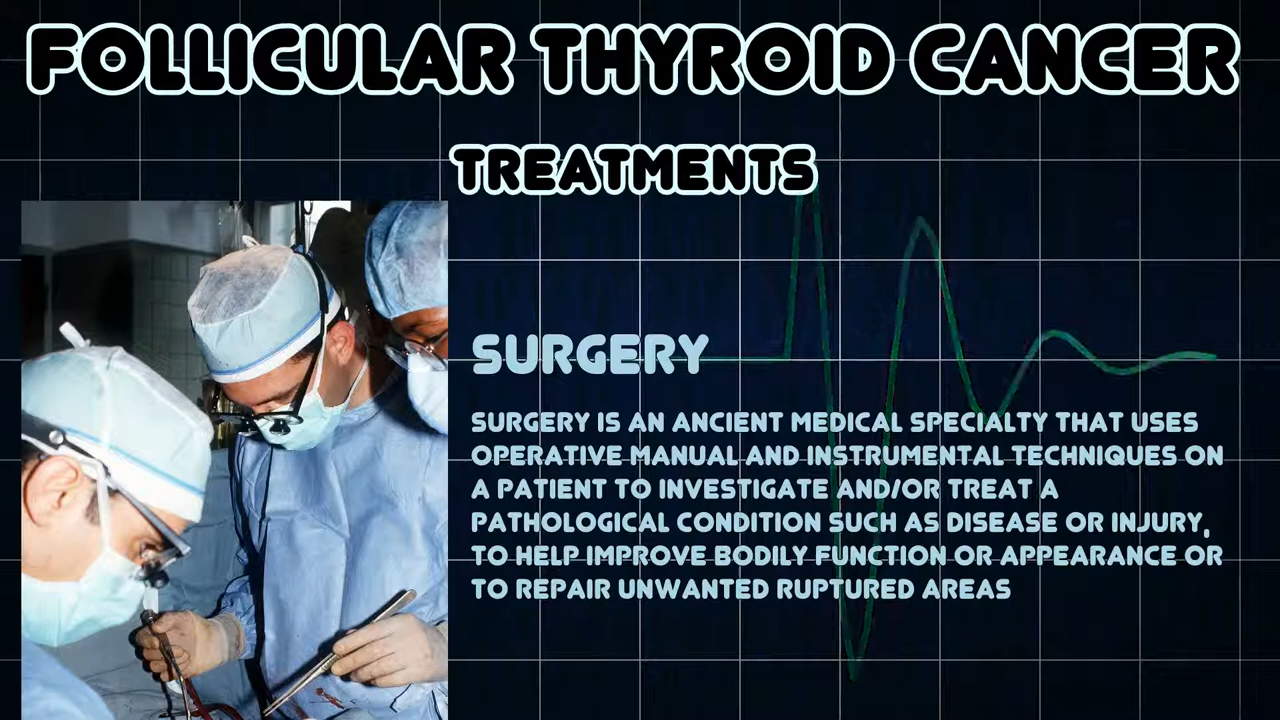 FOLLICULAR THYROID CANCER
TREATMENTS
SURGERY
SURGERY IS AN ANCIENT MEDICAL SPECIALTY THAT USES
OPERATIVE MANUAL AND INSTRUMENTAL TECHNIQUES ON
A PATIENT TO INVESTIGATE AND/OR TREAT A
PATHOLOGICAL CONDITION SUCH AS DISEASE OR INJURY,
TO HELP IMPROVE BODILY FUNCTION OR APPEARANCE OR
TO REPAIR UNWANTED RUPTURED AREAS